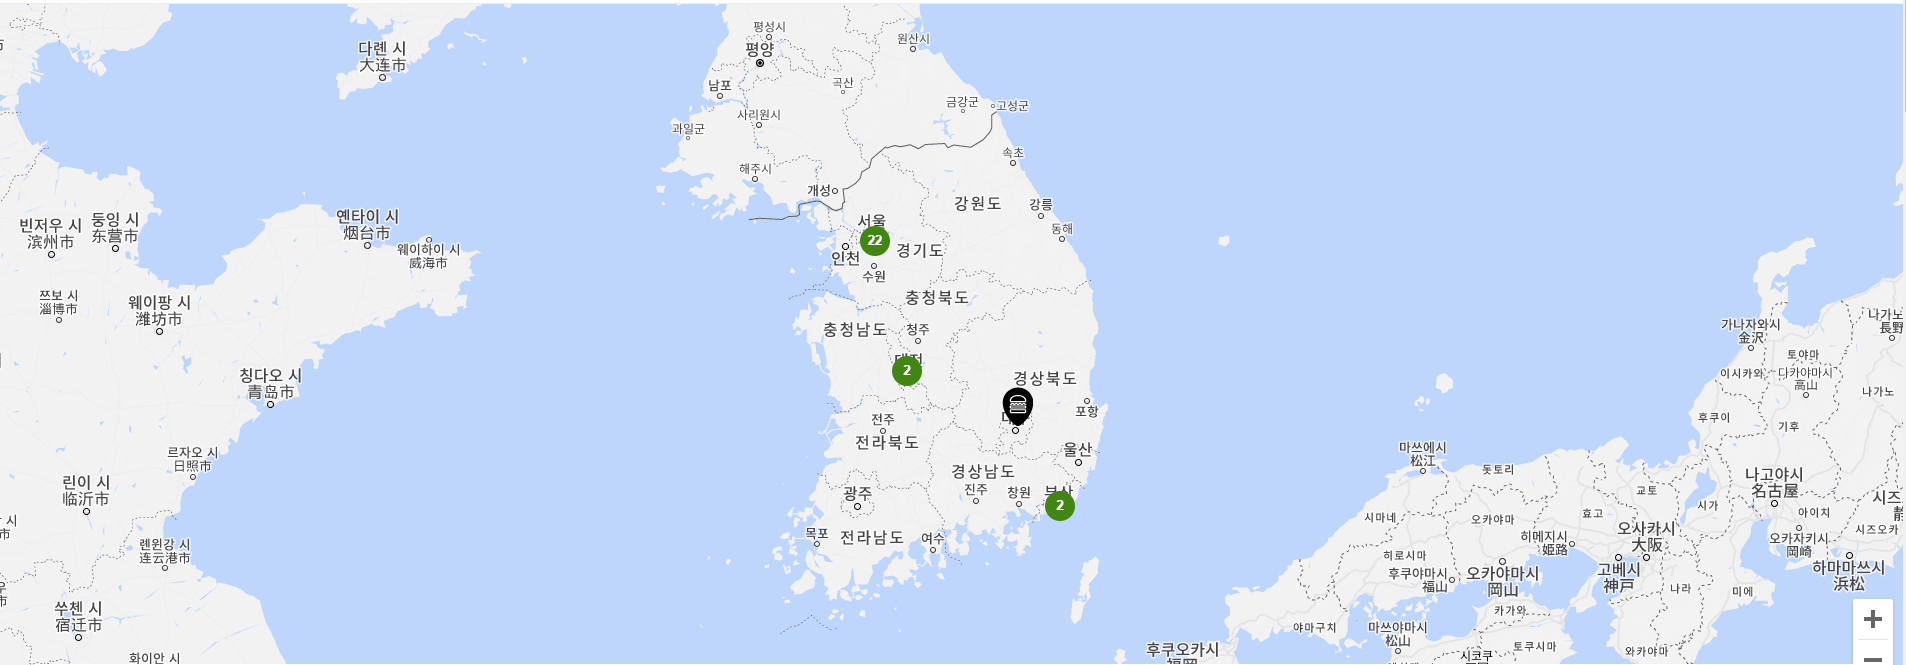 평성시
평양
원산시
다롄 시
大连市
남포
곡산
금강군
고성군
사리원시
과일군
속초
해주시
개성
강원도
강릉
동해
서울
22
인천
경기도
수원
빈저우 시
滨州市
둥잉 시
东营市
옌타이 시
烟台市
웨이하이 시
威海市
쯔보 시
淄博市
웨이팡 시
潍坊市
충청북도
충청남도
청주
2
칭다오 시
青岛市
경상북도
포항
전주
전라북도
울산
르자오 시
日照市
린이 시
临沂市
경상남도
진주
창원
부산
2
광주
목포
전라남도
여수
롄윈강 시
连云港市
쑤첸 시
宿迁市
화이안 시
시
市
市
가나자와시
金沢
나가노
長野
토야마
이시카와
다카야마시
高山
나가노
후쿠이
기후
마쓰에시
松江
돗토리
나고야시
名古屋
교토
시가
아이치
시즈
시즈오카
시마네
오카야마
효고
오사카시
大阪
히메지시
姫路
오카자키시
岡崎
하마마쓰시
浜松
히로시마
후쿠야마시
福山
오카야마시
岡山
고베시
神戸
나라
미에
카가와
야마구치
마쓰야마시
松山
토쿠시마
와카야마
시코쿠
후쿠오카시
福岡
+